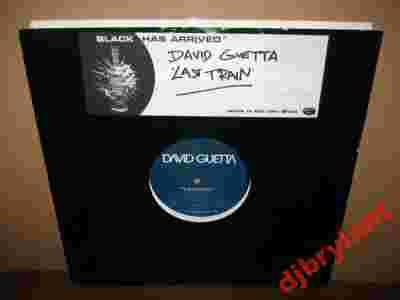 BLACK "HAS ARRIVED"
DAVID GUETTA
'LAST TRAIN'
DAVID GUETTA
djbrylant